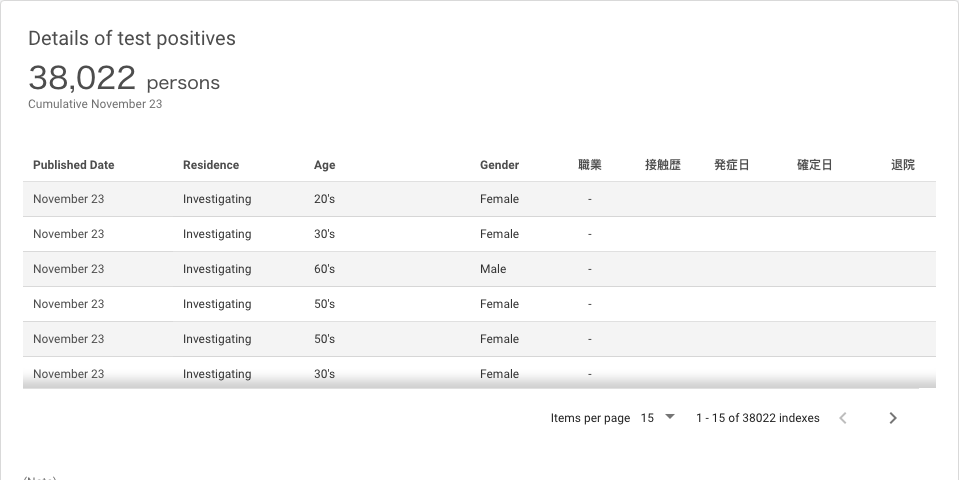 Details of test positives
38,022 persons
Cumulative November 23
Published Date Residence Age Gender 職業 接触歴 発症日 確定日 退院
November 23 Investigating 20's Female -
November 23 Investigating 30's Female -
November 23 Investigating 60's Male -
November 23 Investigating 50's Female -
November 23 Investigating 50's Female -
November 23 Investigating 30's Female -
Items per page 15 1 - 15 of 38022 indexes
(Note)